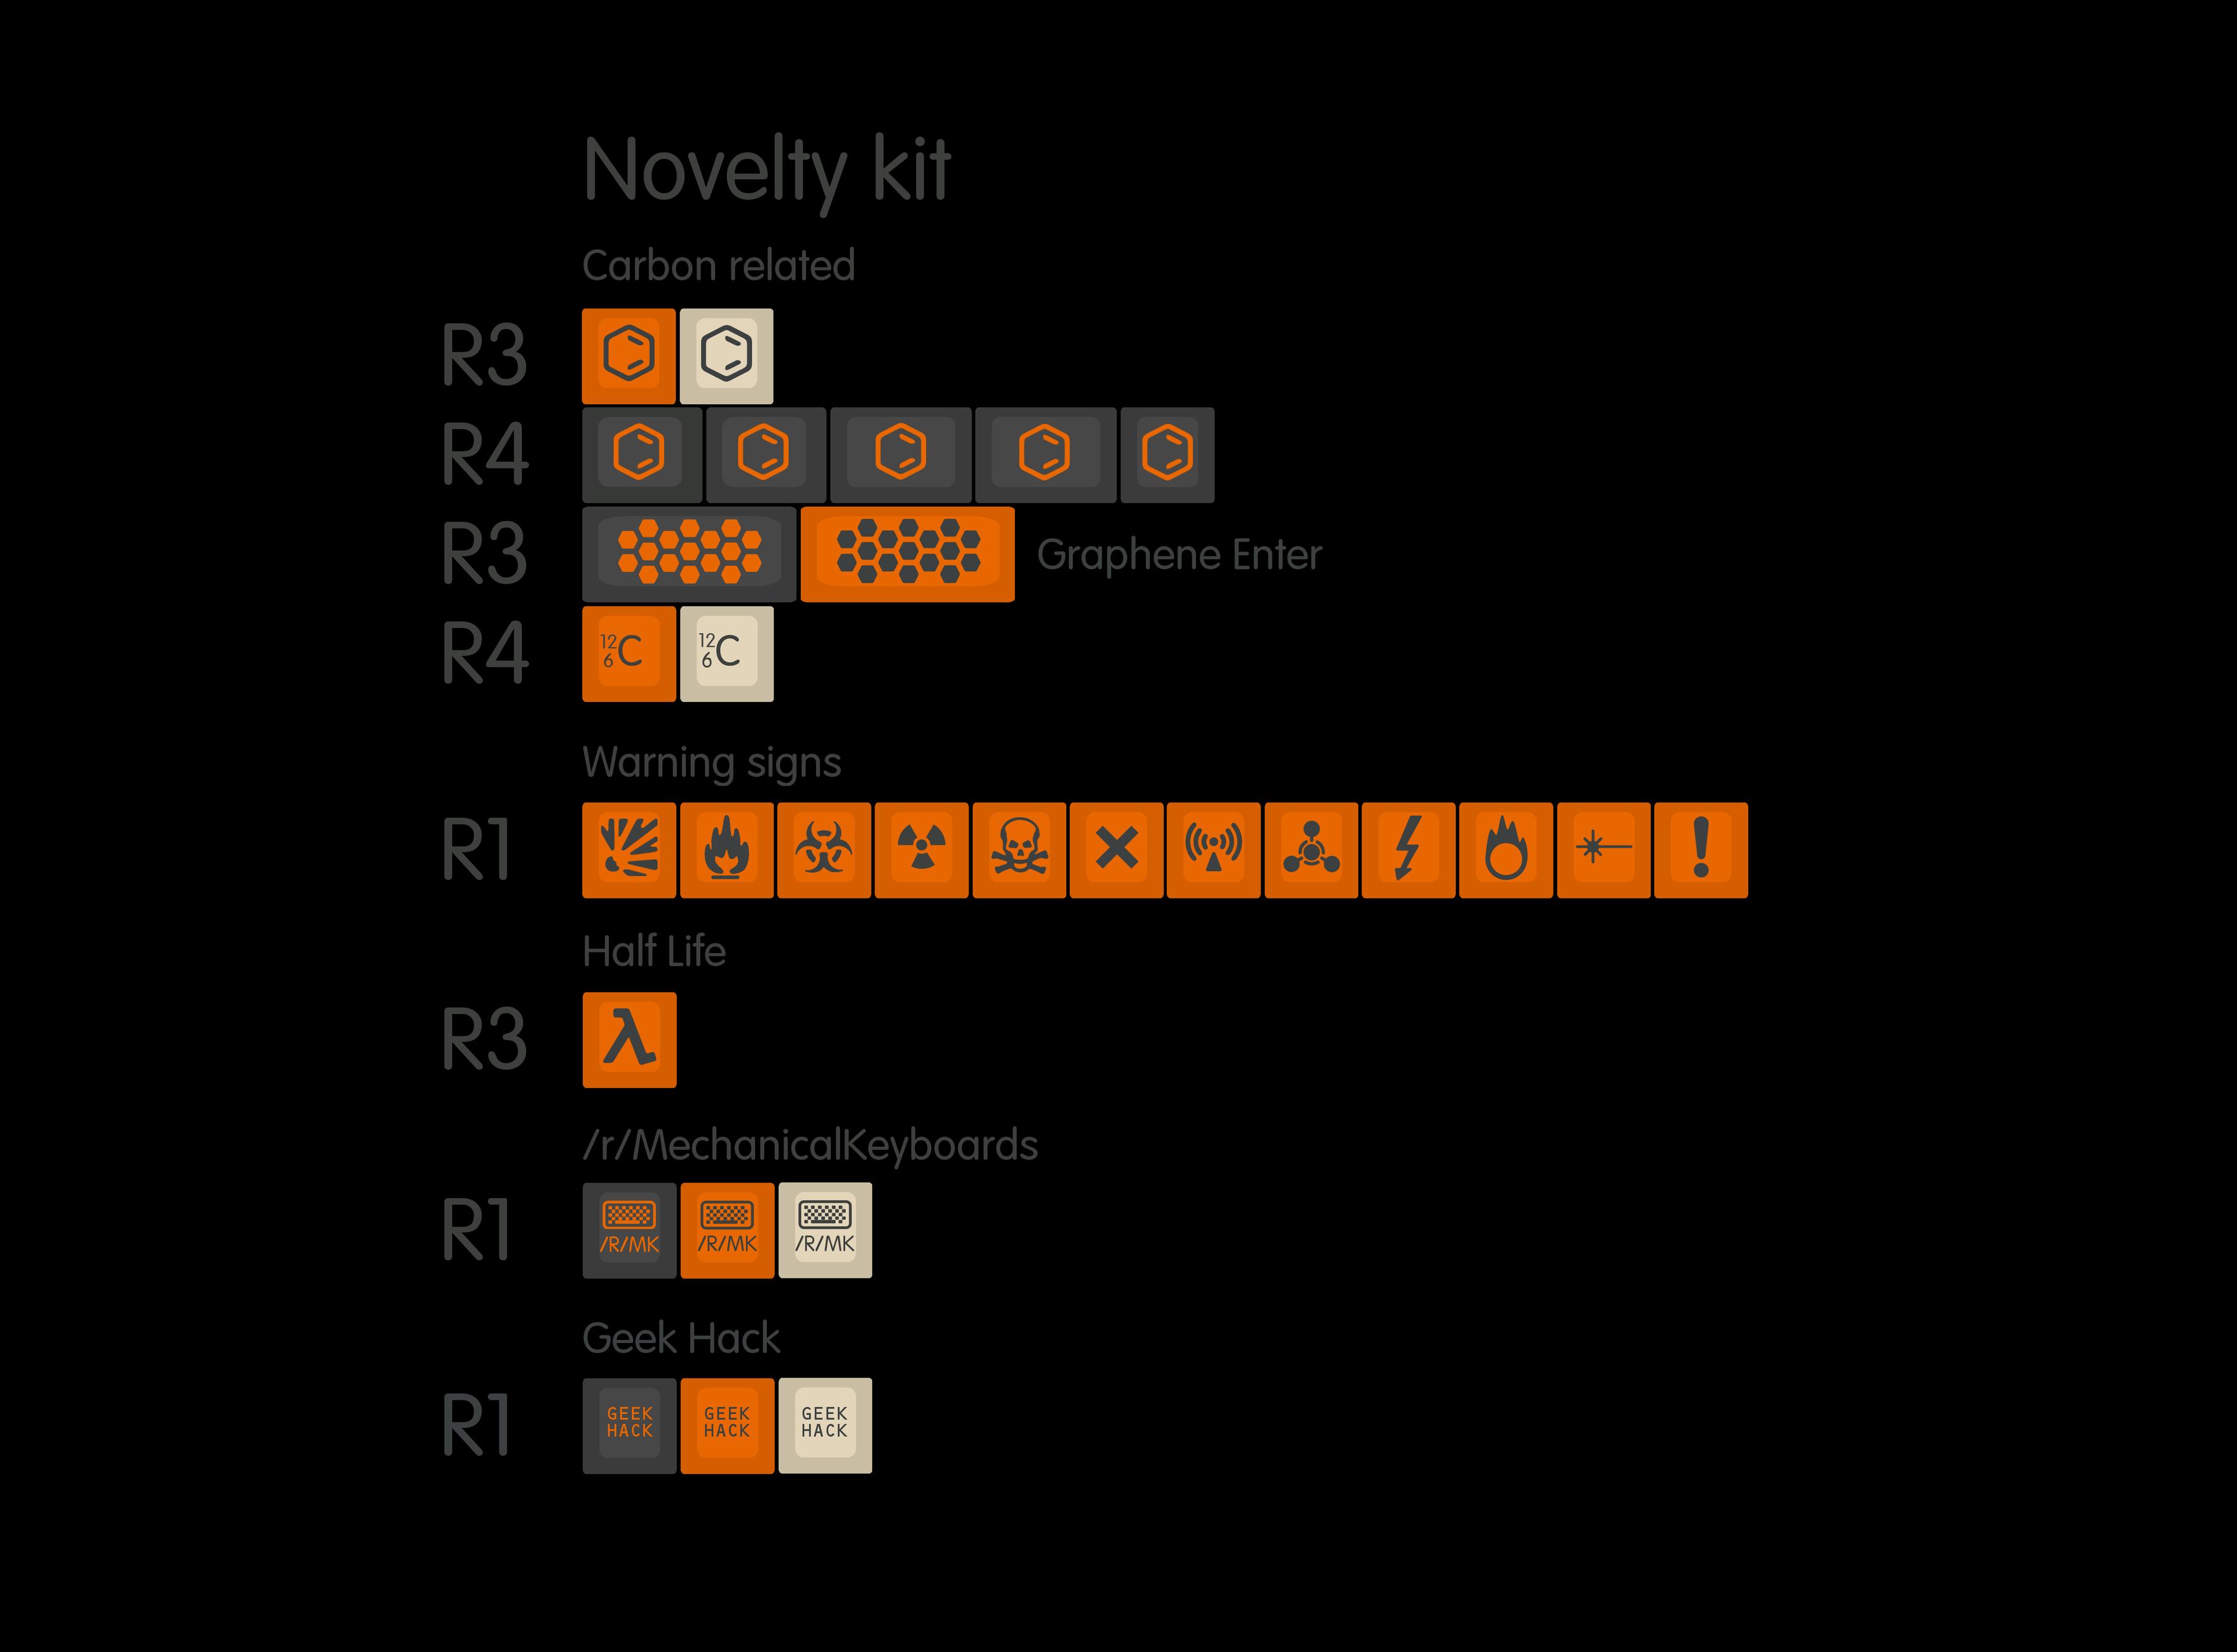 Novelty kit
Carbon related
R3
R4
R3 Graphene Enter
R4 12 6 C 12 6 C
Warning signs
R1 !
Half Life
R3 λ
/r/MechanicalKeyboards
R1 /R/MK /R/MK /R/MK
Geek Hack
R1 GEEK HACK GEEK HACK GEEK HACK